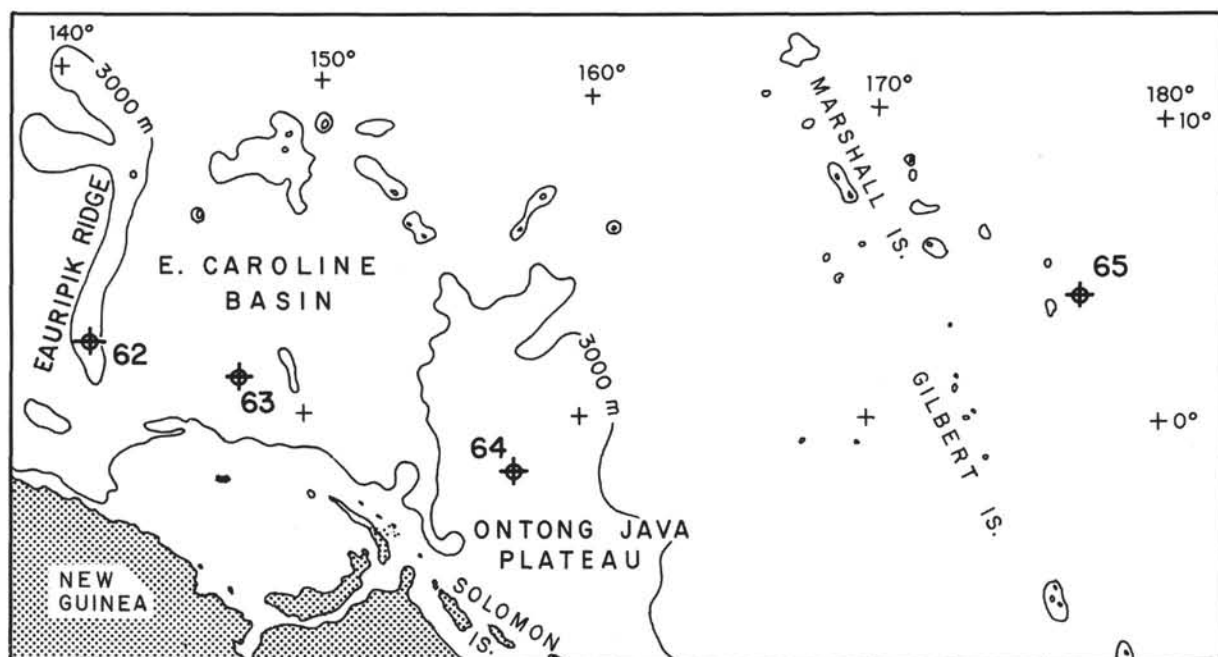 140°
3000 m
150°
160°
170°
180°
10°
MARSHALL IS.
EAURIPIK RIDGE
E. CAROLINE
BASIN
65
62
63
3000 m
GILBERT IS.
0°
64
ONTONG JAVA
PLATEAU
NEW
GUINEA
SOLOMON
IS.